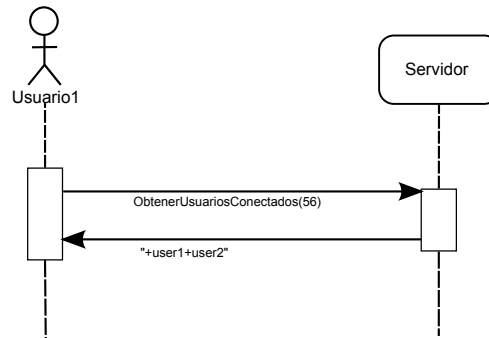 Usuario1
Servidor
ObtenerUsuariosConectados(56)
"+user1+user2"